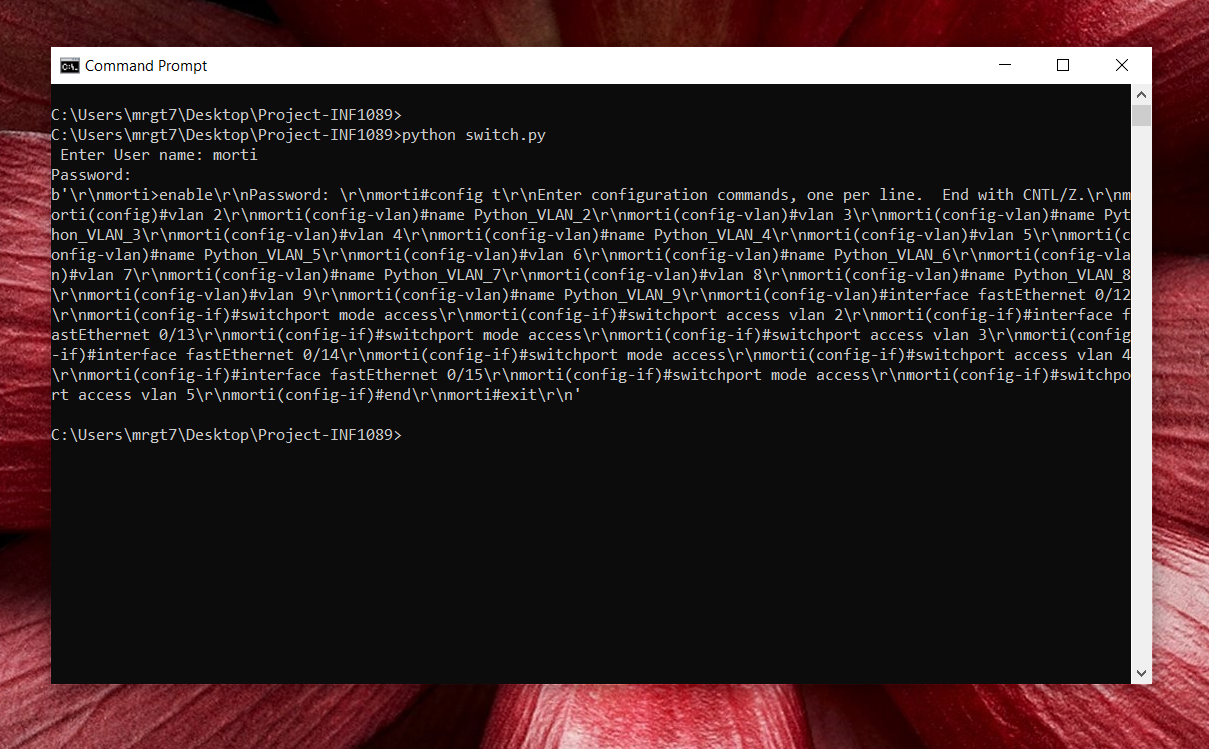 Command Prompt
C:\Users\mrgt7\Desktop\Project-INF1089>
C:\Users\mrgt7\Desktop\Project-INF1089>python switch.py
 Enter User name: morti
Password:
b'\r\nmorti>enable\r\nPassword: \r\nmorti#config t\r\nEnter configuration commands, one per line.  End with CNTL/Z.\r\nm
orti(config)#vlan 2\r\nmorti(config-vlan)#name Python_VLAN_2\r\nmorti(config-vlan)#vlan 3\r\nmorti(config-vlan)#name Pyt
hon_VLAN_3\r\nmorti(config-vlan)#vlan 4\r\nmorti(config-vlan)#name Python_VLAN_4\r\nmorti(config-vlan)#vlan 5\r\nmorti(c
onfig-vlan)#name Python_VLAN_5\r\nmorti(config-vlan)#vlan 6\r\nmorti(config-vlan)#name Python_VLAN_6\r\nmorti(config-vla
n)#vlan 7\r\nmorti(config-vlan)#name Python_VLAN_7\r\nmorti(config-vlan)#vlan 8\r\nmorti(config-vlan)#name Python_VLAN_8
\r\nmorti(config-vlan)#vlan 9\r\nmorti(config-vlan)#name Python_VLAN_9\r\nmorti(config-vlan)#interface fastEthernet 0/12
\r\nmorti(config-if)#switchport mode access\r\nmorti(config-if)#switchport access vlan 2\r\nmorti(config-if)#interface f
astEthernet 0/13\r\nmorti(config-if)#switchport mode access\r\nmorti(config-if)#switchport access vlan 3\r\nmorti(config
-if)#interface fastEthernet 0/14\r\nmorti(config-if)#switchport mode access\r\nmorti(config-if)#switchport access vlan 4
\r\nmorti(config-if)#interface fastEthernet 0/15\r\nmorti(config-if)#switchport mode access\r\nmorti(config-if)#switchpo
rt access vlan 5\r\nmorti(config-if)#end\r\nmorti#exit\r\n'
C:\Users\mrgt7\Desktop\Project-INF1089>